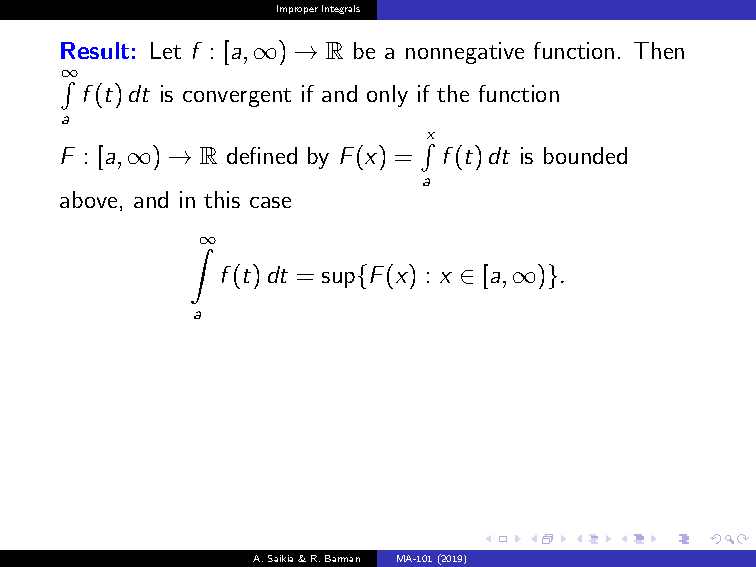 Improper Integrals
Result: Let f : [a, ∞) → ℝ be a nonnegative function. Then
∞
∫ f(t) dt is convergent if and only if the function
a
x
F : [a, ∞) → ℝ defined by F(x) = ∫ f(t) dt is bounded
a
above, and in this case
∞
∫ f(t) dt = sup{F(x) : x ∈ [a, ∞)}.
a
A. Saikia & R. Barman MA-101 (2019)